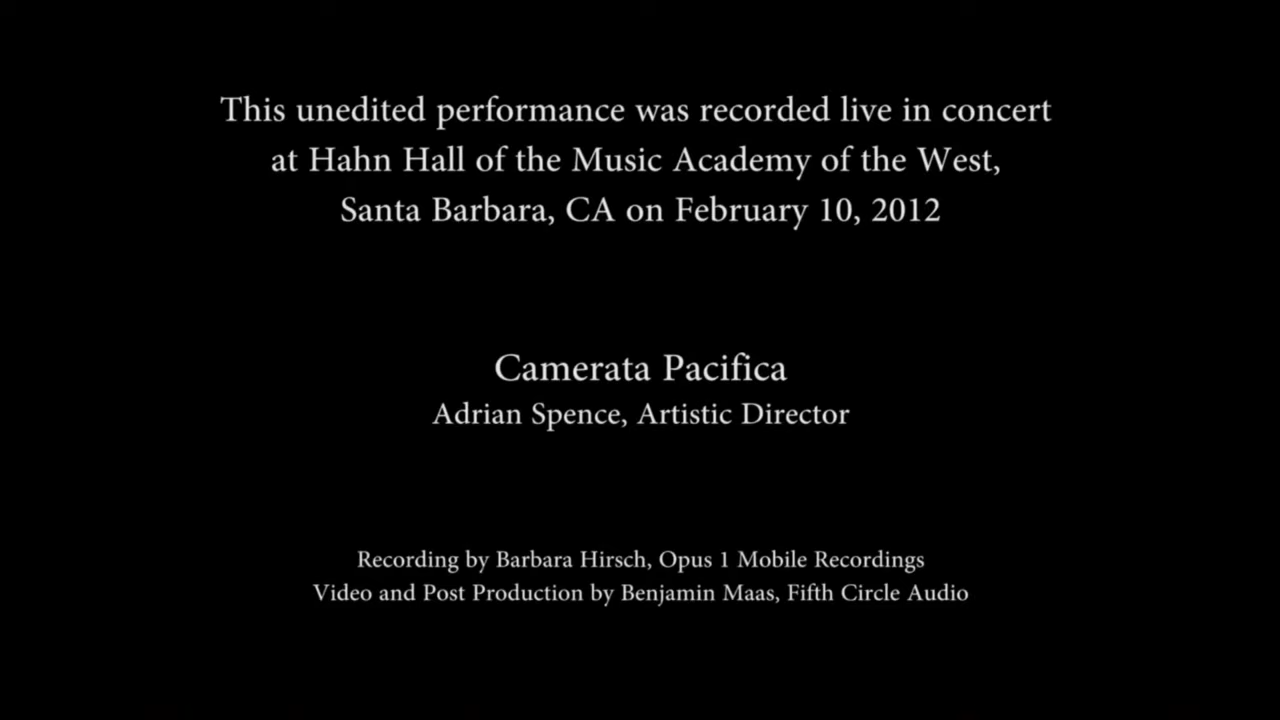 This unedited performance was recorded live in concert
at Hahn Hall of the Music Academy of the West,
Santa Barbara, CA on February 10, 2012
Camerata Pacifica
Adrian Spence, Artistic Director
Recording by Barbara Hirsch, Opus 1 Mobile Recordings
Video and Post Production by Benjamin Maas, Fifth Circle Audio